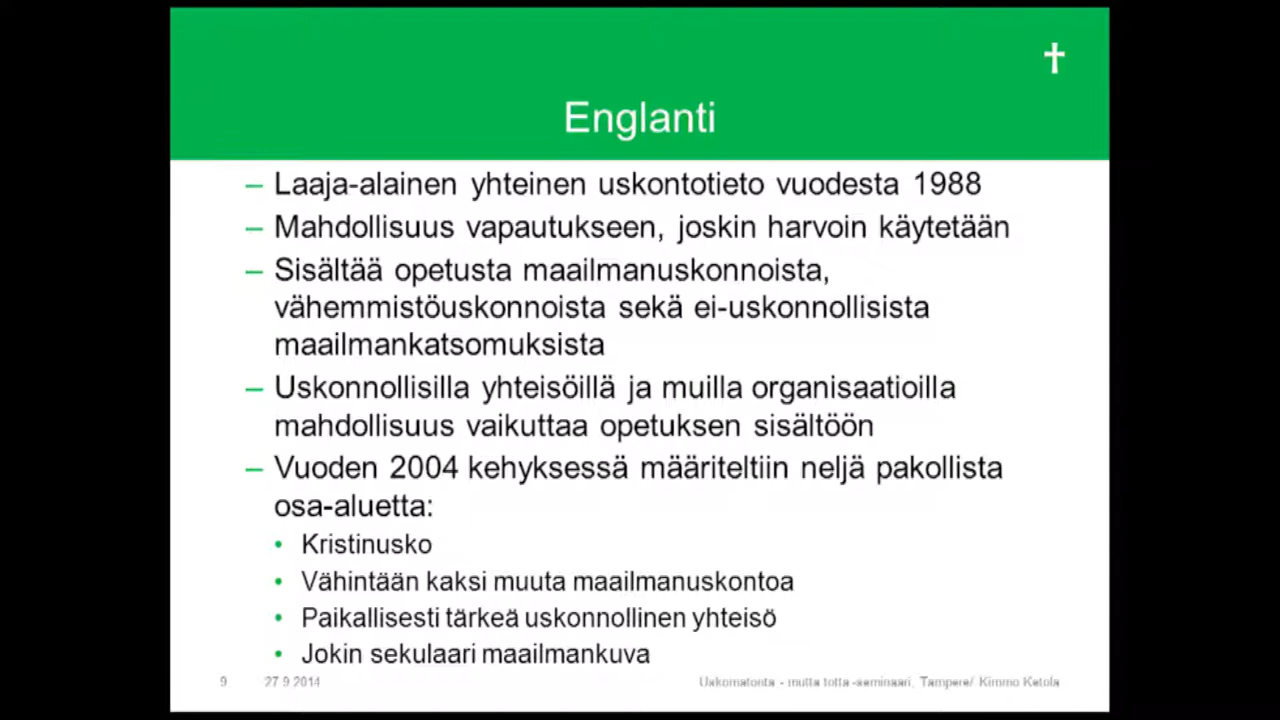 Englanti
– Laaja-alainen yhteinen uskontotieto vuodesta 1988
– Mahdollisuus vapautukseen, joskin harvoin käytetään
– Sisältää opetusta maailmanuskonnoista,
vähemmistöuskonnoista sekä ei-uskonnollisista
maailmankatsomuksista
– Uskonnollisilla yhteisöillä ja muilla organisaatioilla
mahdollisuus vaikuttaa opetuksen sisältöön
– Vuoden 2004 kehyksessä määriteltiin neljä pakollista
osa-aluetta:
• Kristinusko
• Vähintään kaksi muuta maailmanuskontoa
• Paikallisesti tärkeä uskonnollinen yhteisö
• Jokin sekulaari maailmankuva
9 27.9.2014 Uskomatonta - mutta totta -seminaari, Tampere/ Kimmo Ketola